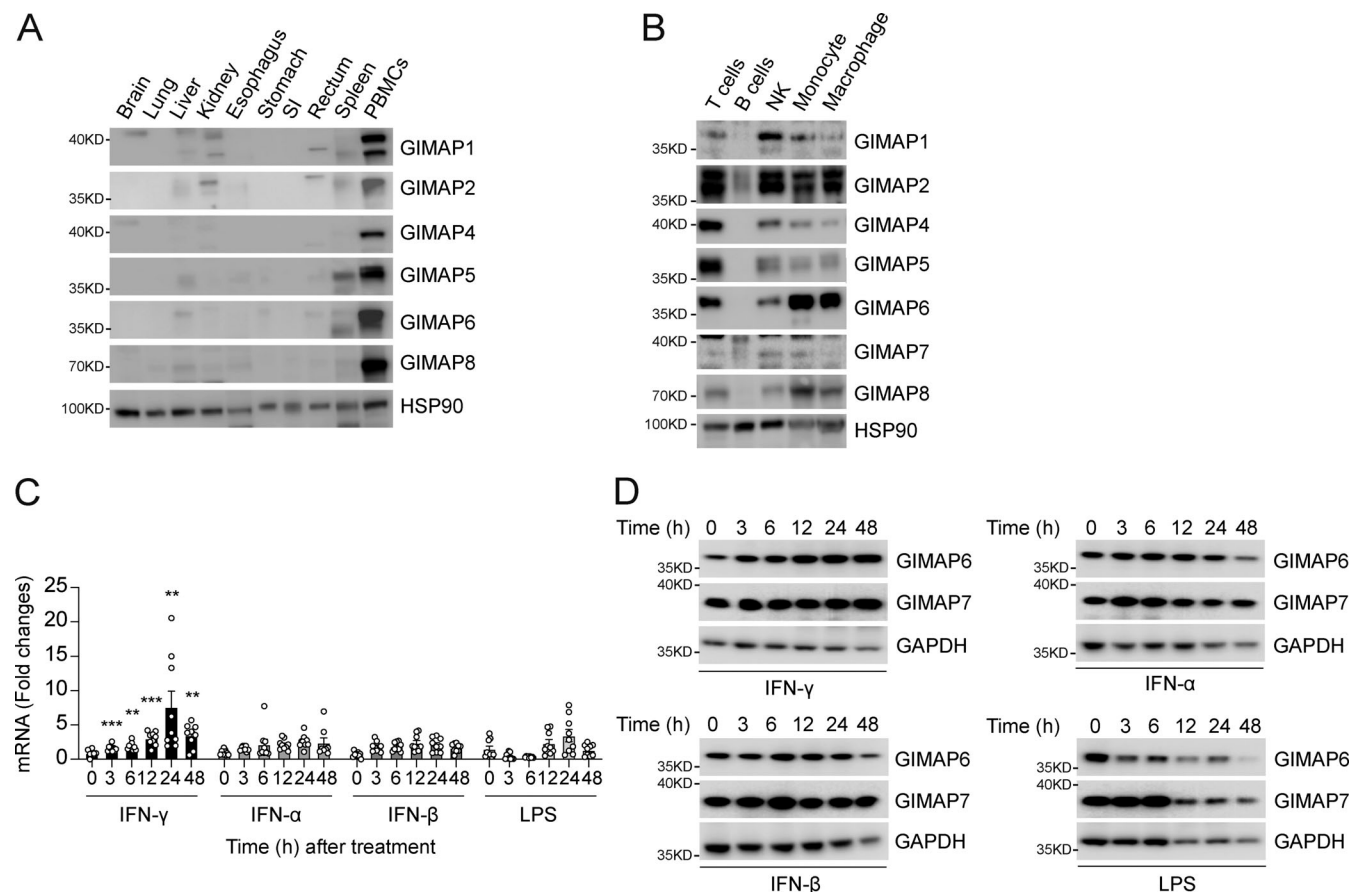 A
Brain
Lung
Liver
Kidney
Esophagus
Stomach
SI
Rectum
Spleen
PBMCs
40KD
GIMAP1
GIMAP2
35KD
40KD
GIMAP4
GIMAP5
35KD
GIMAP6
35KD
70KD
GIMAP8
100KD
HSP90
B
T cells
B cells
NK
Monocyte
Macrophage
35KD
GIMAP1
GIMAP2
35KD
40KD
GIMAP4
GIMAP5
35KD
GIMAP6
35KD
40KD
GIMAP7
70KD
GIMAP8
100KD
HSP90
C
mRNA (Fold changes)
25
20
15
10
5
0
*** ** *** ** **
0 3 6 12 24 48 0 3 6 12 24 48 0 3 6 12 24 48 0 3 6 12 24 48
IFN-γ IFN-α IFN-β LPS
Time (h) after treatment
D
Time (h) 0 3 6 12 24 48
35KD GIMAP6
40KD
GIMAP7
35KD GAPDH
IFN-γ
Time (h) 0 3 6 12 24 48
35KD GIMAP6
40KD
GIMAP7
35KD GAPDH
IFN-α
Time (h) 0 3 6 12 24 48
35KD GIMAP6
40KD
GIMAP7
35KD GAPDH
IFN-β
0 3 6 12 24 48
35KD GIMAP6
40KD
GIMAP7
35KD GAPDH
LPS